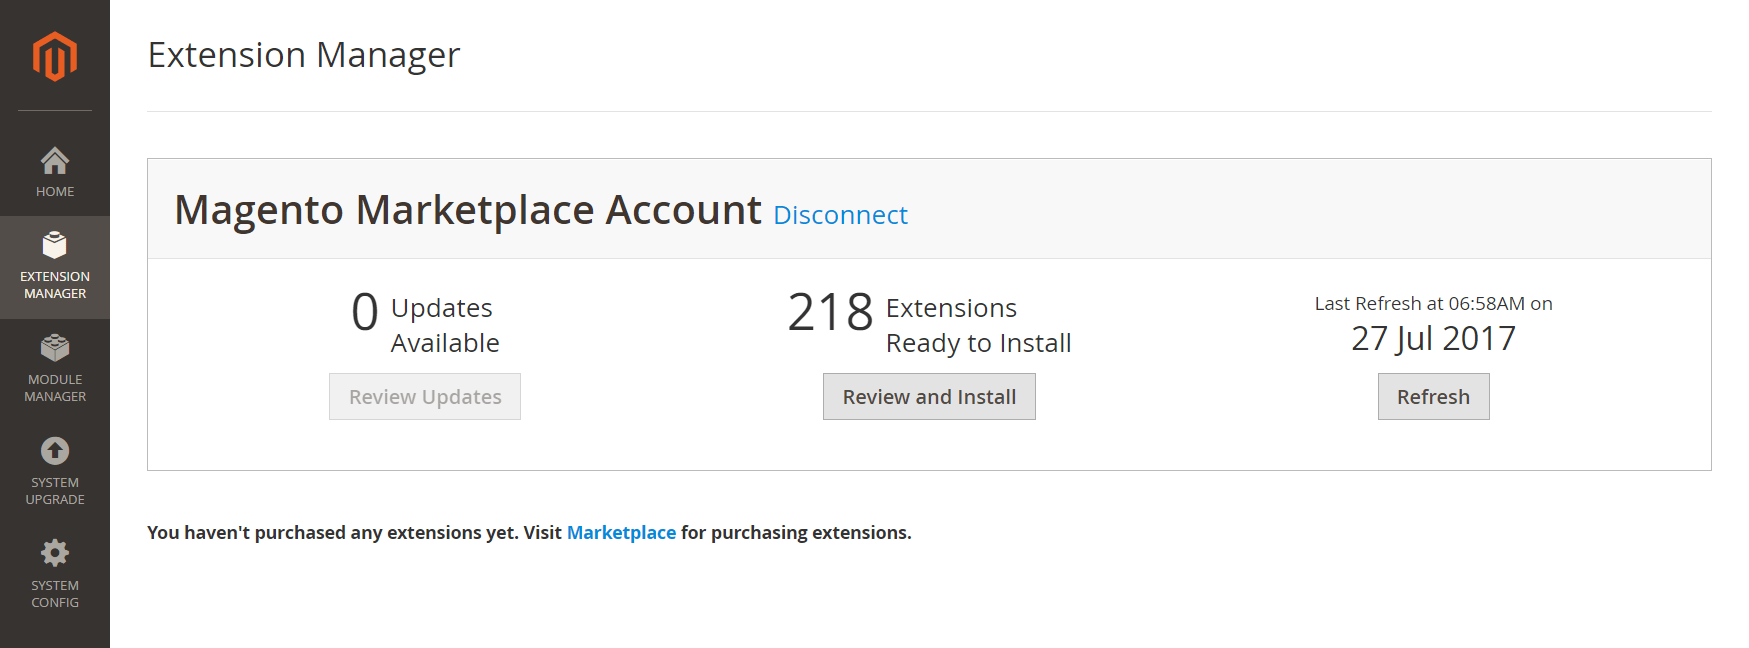 Extension Manager
HOME
EXTENSION
MANAGER
MODULE
MANAGER
SYSTEM
UPGRADE
SYSTEM
CONFIG
Magento Marketplace Account Disconnect
0 Updates
Available
Review Updates
218 Extensions
Ready to Install
Review and Install
Last Refresh at 06:58AM on
27 Jul 2017
Refresh
You haven't purchased any extensions yet. Visit Marketplace for purchasing extensions.